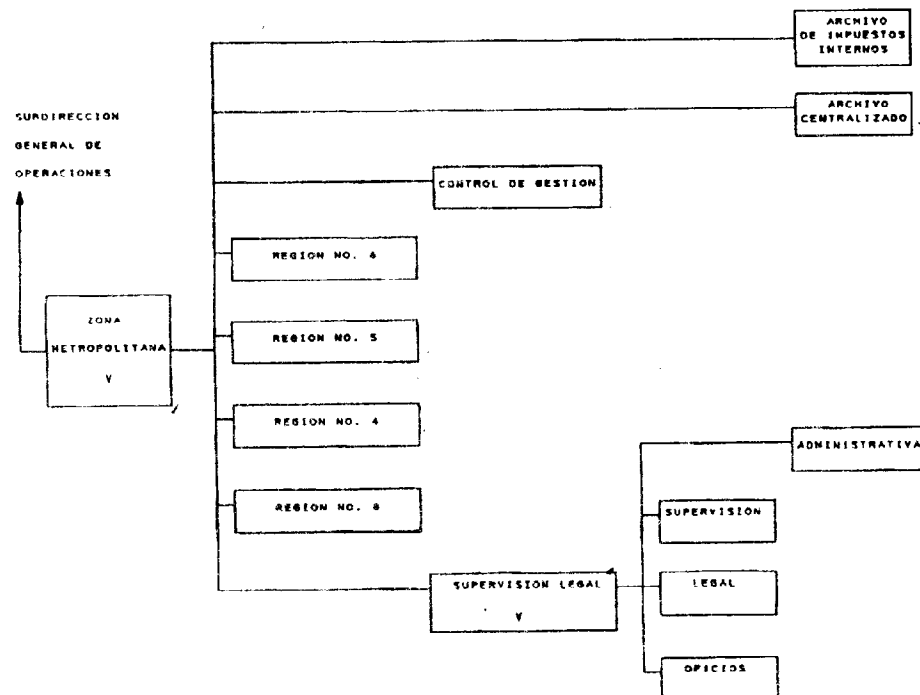 ARCHIVO
DE IMPUESTOS
INTERNOS
ARCHIVO
CENTRALIZADO
SUBDIRECCION
GENERAL DE
OPERACIONES
CONTROL DE GESTION
REGION NO. 6
ZONA
METROPOLITANA
V
REGION NO. 5
REGION NO. 4
ADMINISTRATIVA
REGION NO. 8
SUPERVISION
SUPERVISION LEGAL
V
LEGAL
OFICIOS